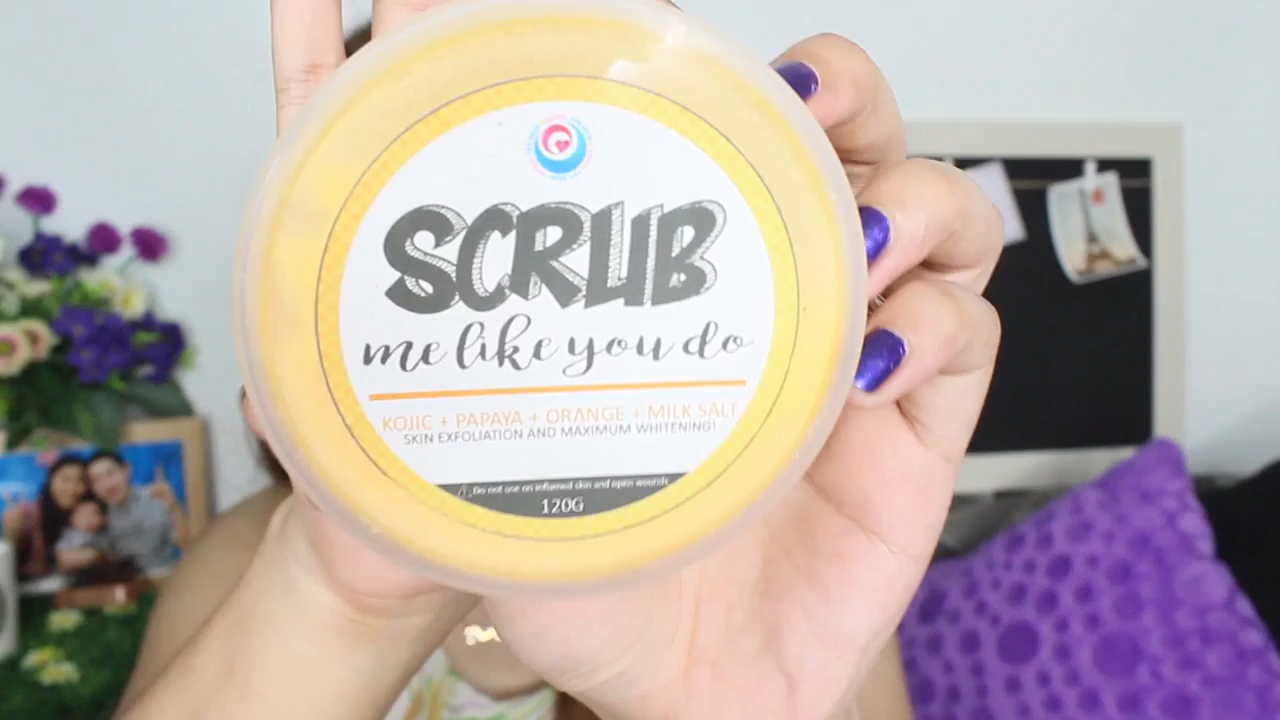 SCRUB
me like you do
KOJIC + PAPAYA + ORANGE + MILK SALT
SKIN EXFOLIATION AND MAXIMUM WHITENING!
Do not use on inflamed skin and open wounds
120G